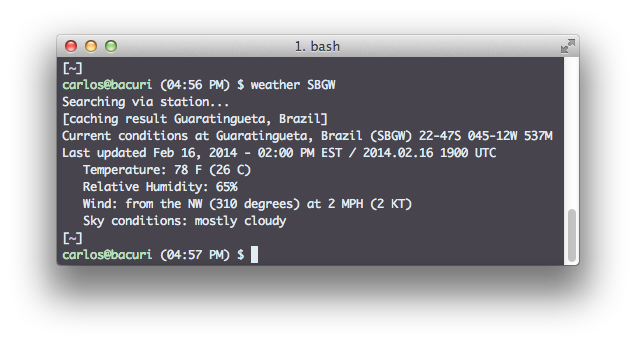 1. bash
[~]
carlos@bacuri (04:56 PM) $ weather SBGW
Searching via station...
[caching result Guaratingueta, Brazil]
Current conditions at Guaratingueta, Brazil (SBGW) 22-47S 045-12W 537M
Last updated Feb 16, 2014 - 02:00 PM EST / 2014.02.16 1900 UTC
   Temperature: 78 F (26 C)
   Relative Humidity: 65%
   Wind: from the NW (310 degrees) at 2 MPH (2 KT)
   Sky conditions: mostly cloudy
[~]
carlos@bacuri (04:57 PM) $